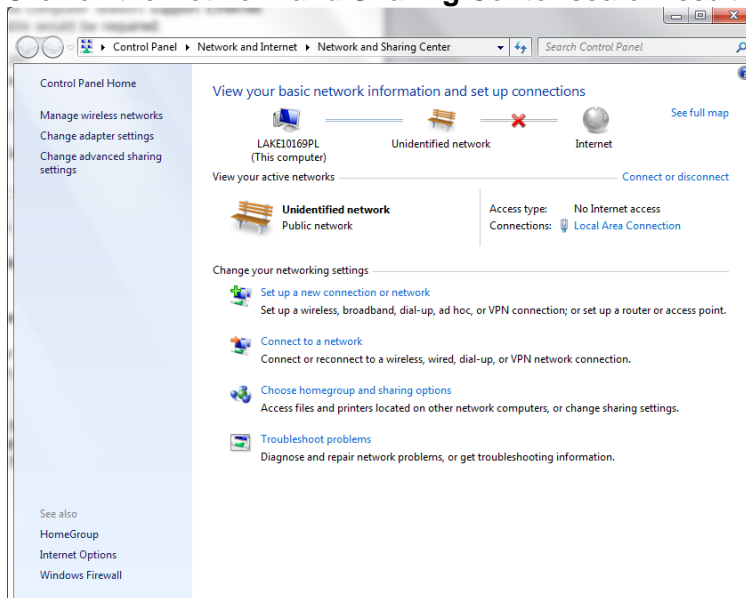 Control Panel Network and Internet Network and Sharing Center Search Control Panel
Control Panel Home
Manage wireless networks
Change adapter settings
Change advanced sharing
settings
See also
HomeGroup
Internet Options
Windows Firewall
View your basic network information and set up connections
See full map
LAKE10169PL
(This computer)
Unidentified network
Internet
View your active networks
Connect or disconnect
Unidentified network
Public network
Access type: No Internet access
Connections: Local Area Connection
Change your networking settings
Set up a new connection or network
Set up a wireless, broadband, dial-up, ad hoc, or VPN connection; or set up a router or access point.
Connect to a network
Connect or reconnect to a wireless, wired, dial-up, or VPN network connection.
Choose homegroup and sharing options
Access files and printers located on other network computers, or change sharing settings.
Troubleshoot problems
Diagnose and repair network problems, or get troubleshooting information.